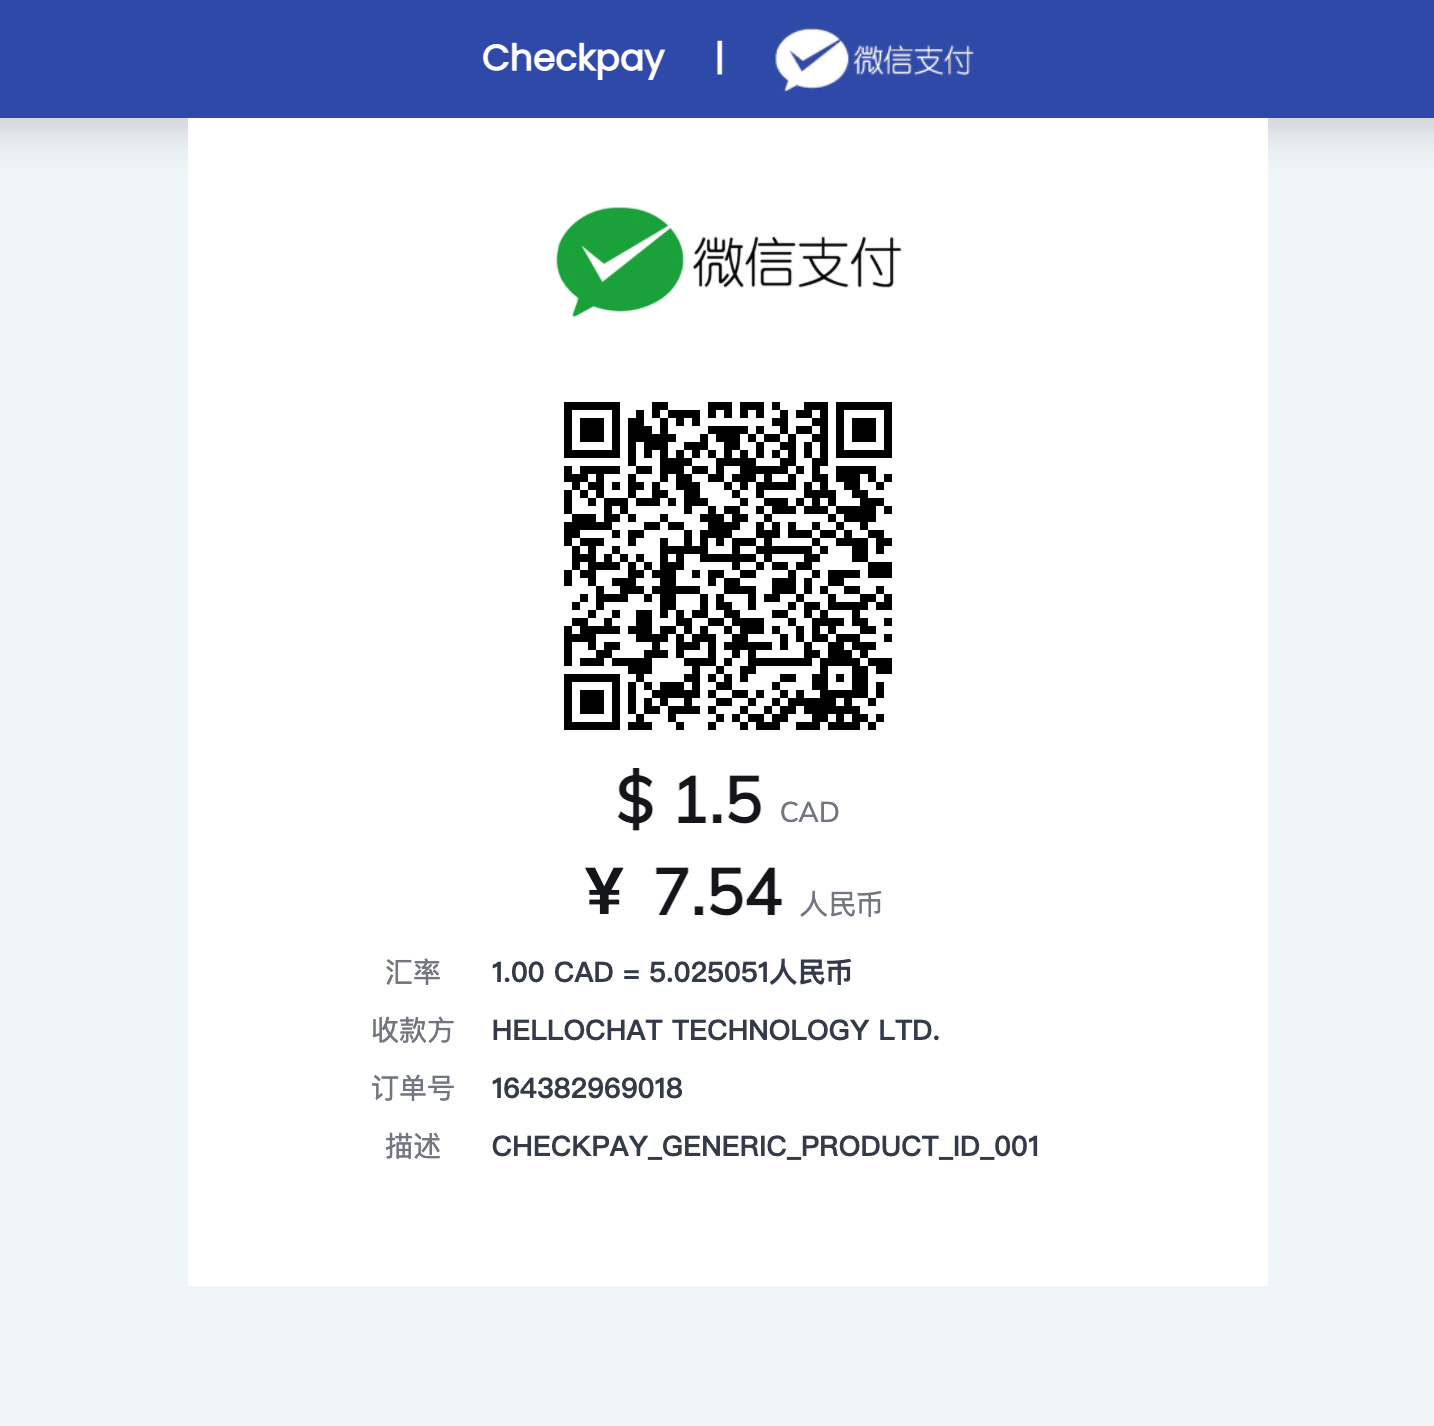 Checkpay | 微信支付
微信支付
$ 1.5 CAD
¥ 7.54 人民币
汇率 1.00 CAD = 5.025051人民币
收款方 HELLOCHAT TECHNOLOGY LTD.
订单号 164382969018
描述 CHECKPAY_GENERIC_PRODUCT_ID_001